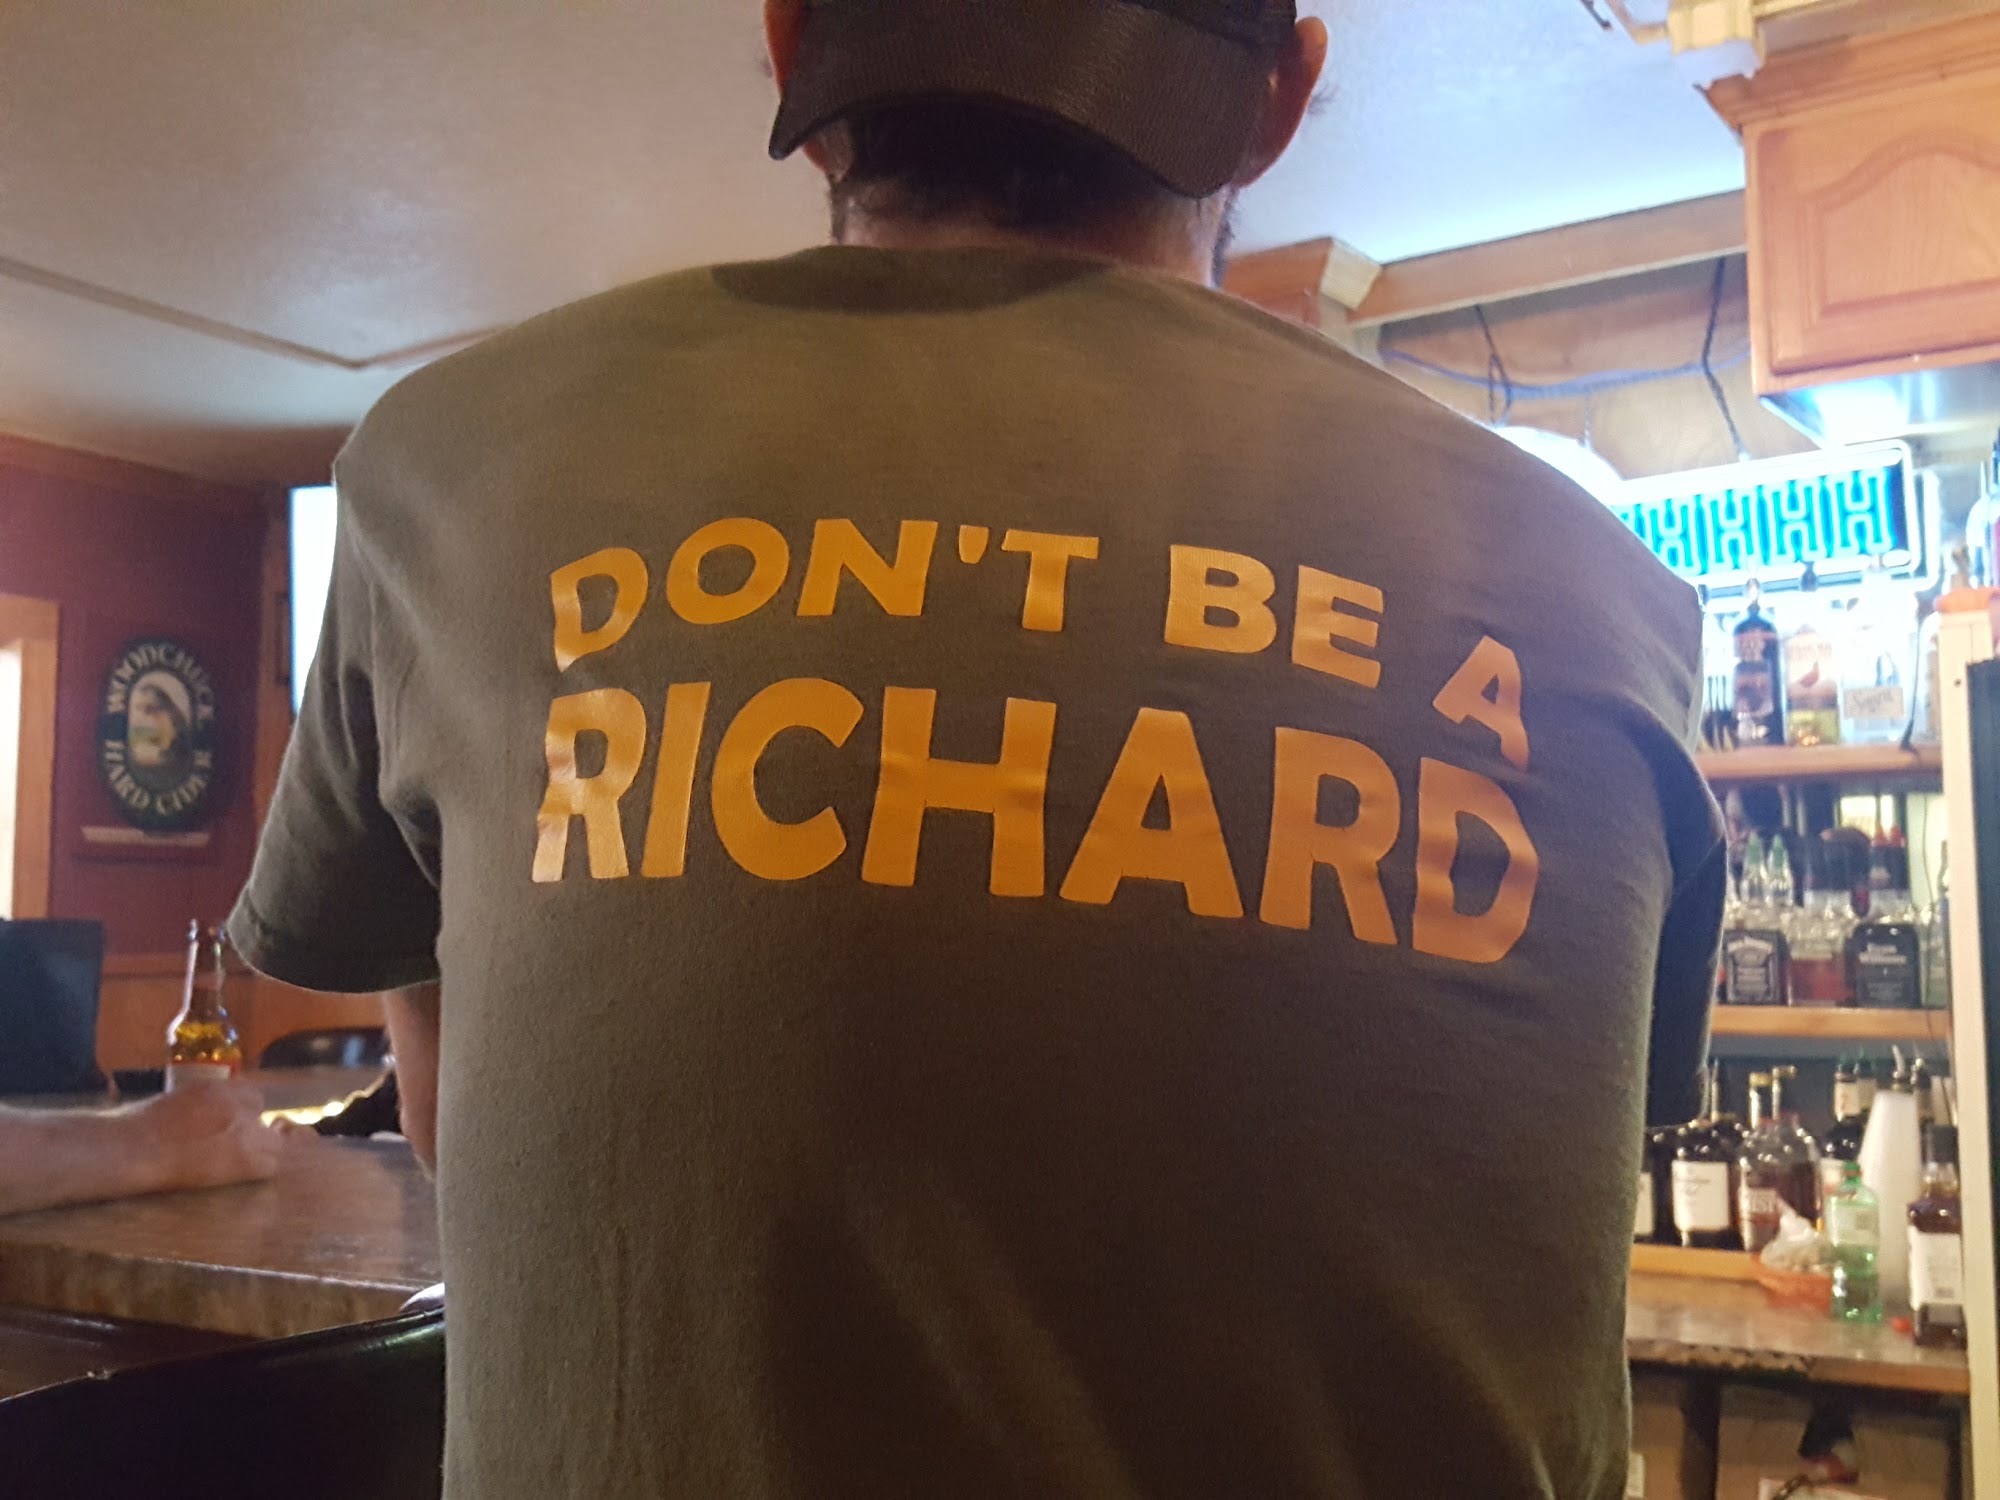 DON'T BE A
RICHARD
WOODCHUCK
HARD CIDER